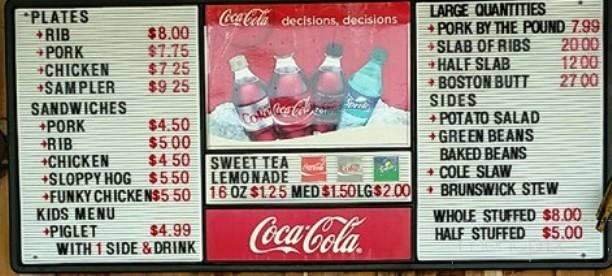 *PLATES
+RIB $8.00
+PORK $7.75
+CHICKEN $7 25
+SAMPLER $9 25
SANDWICHES
+PORK $4.50
+RIB $5 00
+CHICKEN $4 50
+SLOPPY HOG $5 50
+FUNKY CHICKEN$5 50
KIDS MENU
+PIGLET $4.99
WITH 1 SIDE & DRINK
Coca-Cola decisions, decisions
Coke Coca-Cola Sprite
SWEET TEA
LEMONADE
16 OZ $1.25 MED $1.50 LG $2.00
Coca-Cola
LARGE QUANTITIES
+PORK BY THE POUND 7.99
+SLAB OF RIBS 20 00
+HALF SLAB 12 00
+BOSTON BUTT 27 00
SIDES
+POTATO SALAD
+GREEN BEANS
BAKED BEANS
+COLE SLAW
+BRUNSWICK STEW
WHOLE STUFFED $8.00
HALF STUFFED $5.00